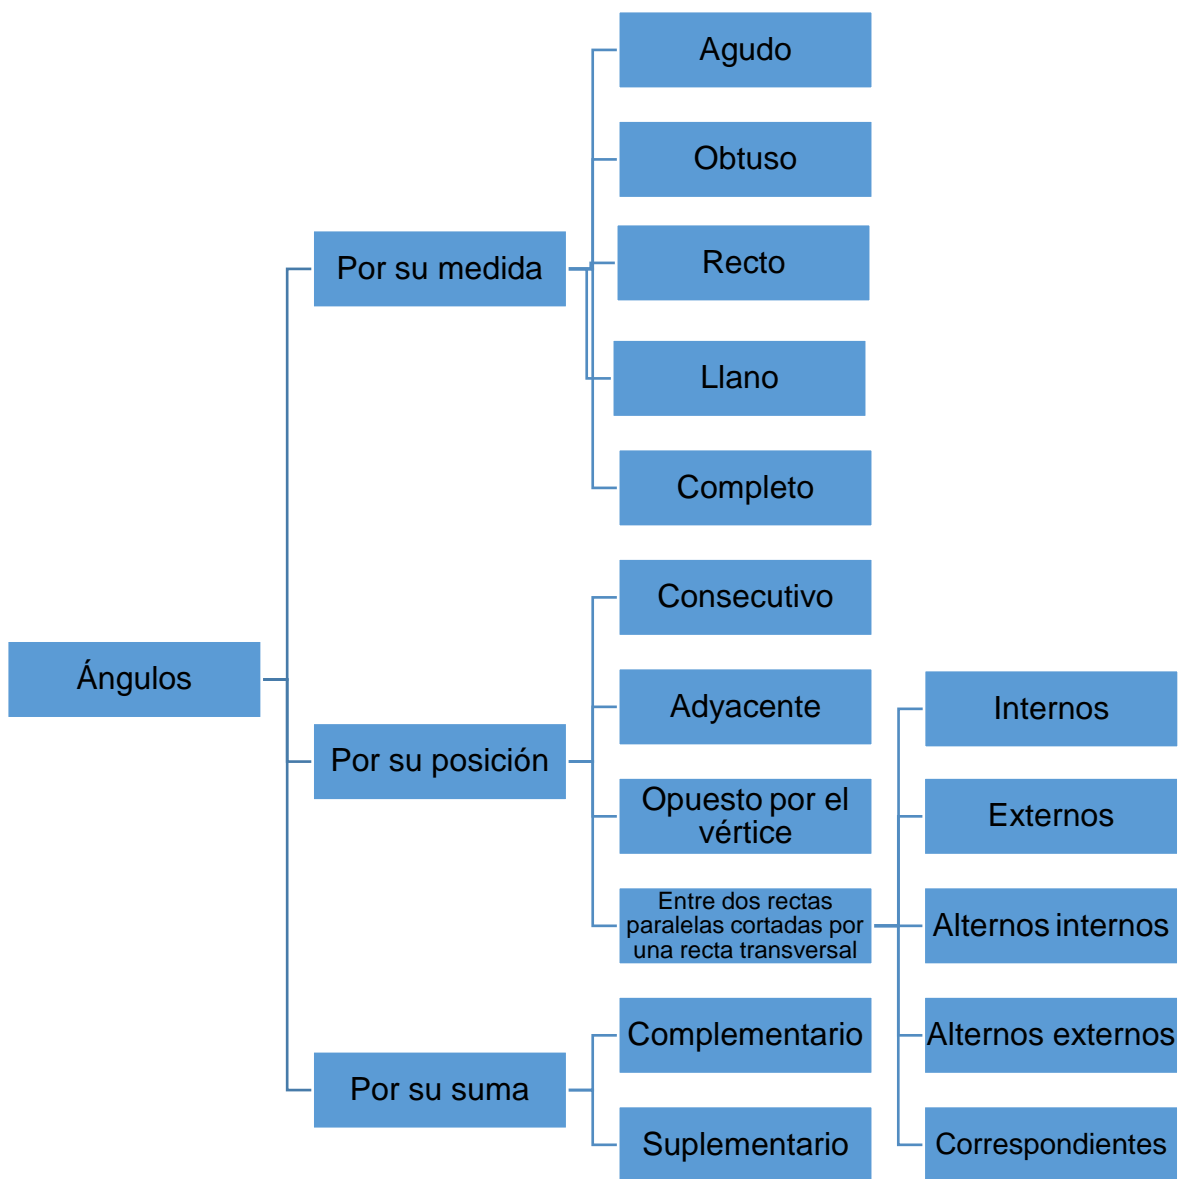 Ángulos
Por su medida
Agudo
Obtuso
Recto
Llano
Completo
Por su posición
Consecutivo
Adyacente
Opuesto por el
vértice
Entre dos rectas
paralelas cortadas por
una recta transversal
Internos
Externos
Alternos internos
Alternos externos
Correspondientes
Por su suma
Complementario
Suplementario